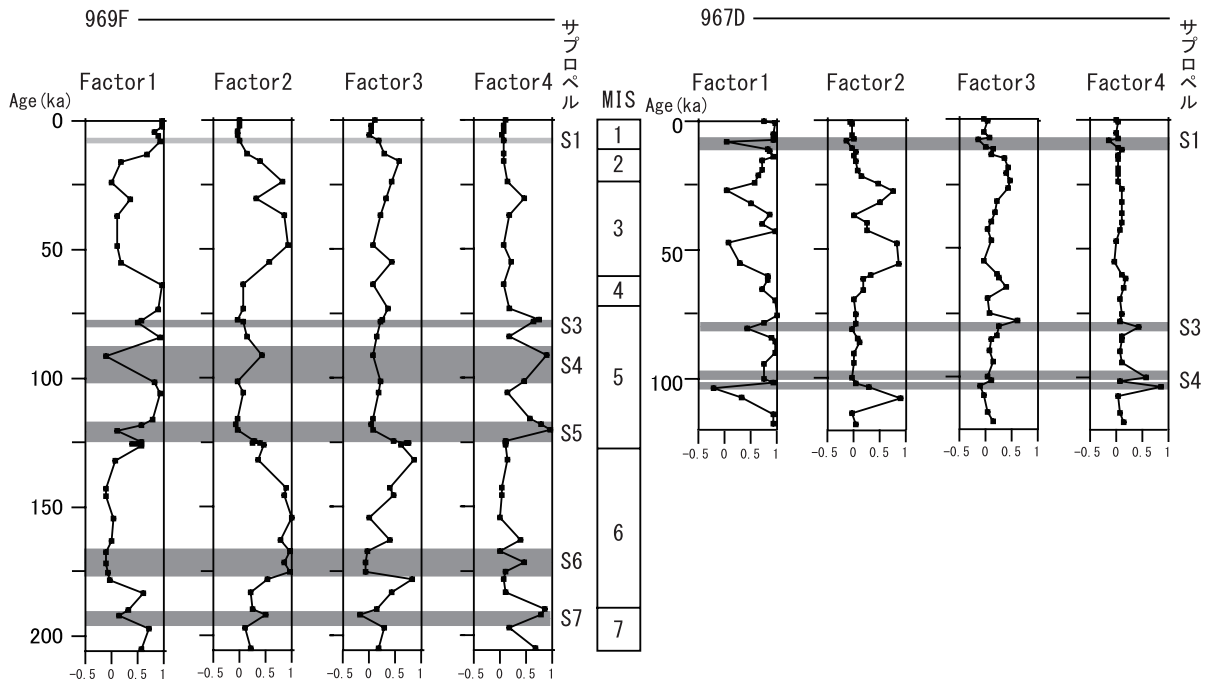 969F
サプロペル
967D
サプロペル
Factor1 Factor2 Factor3 Factor4
Factor1 Factor2 Factor3 Factor4
Age(ka)
MIS
Age(ka)
0
50
100
150
200
S1
S3
S4
S5
S6
S7
1
2
3
4
5
6
7
0
50
100
S1
S3
S4
-0.5 0 0.5 1
-0.5 0 0.5 1
-0.5 0 0.5 1
-0.5 0 0.5 1
-0.5 0 0.5 1
-0.5 0 0.5 1
-0.5 0 0.5 1
-0.5 0 0.5 1